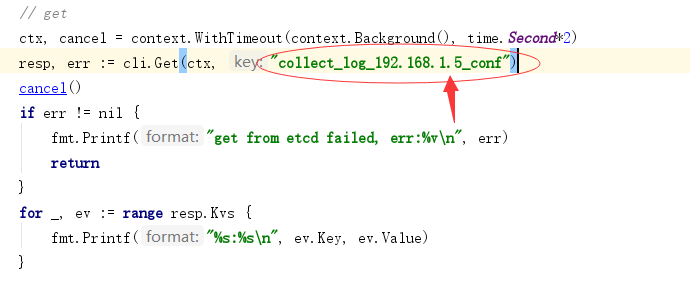 // get
ctx, cancel = context.WithTimeout(context.Background(), time.Second*2)
resp, err := cli.Get(ctx, key: "collect_log_192.168.1.5_conf")
cancel()
if err != nil {
fmt.Printf( format: "get from etcd failed, err:%v\n", err)
return
}
for _, ev := range resp.Kvs {
fmt.Printf( format: "%s:%s\n", ev.Key, ev.Value)
}